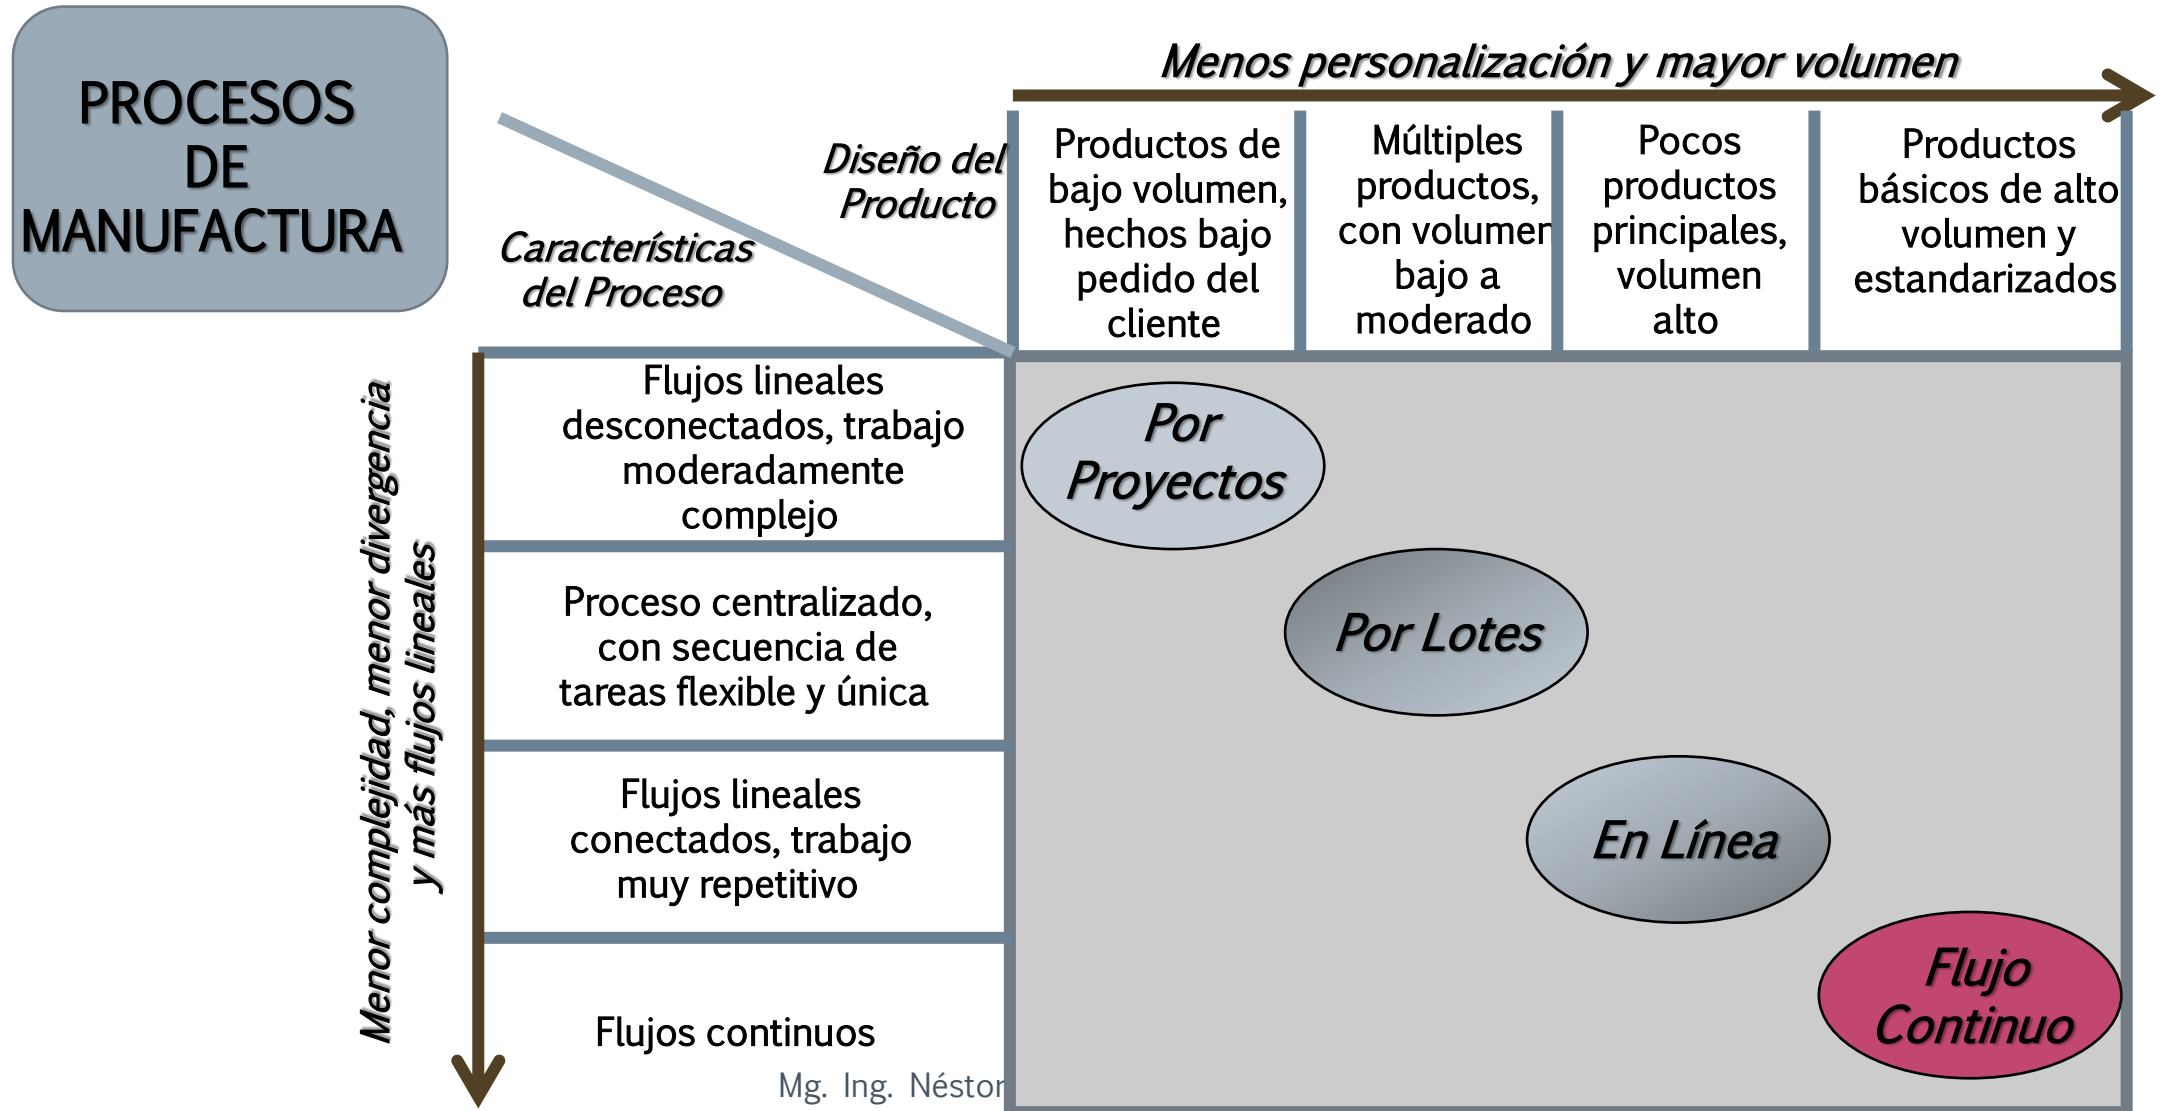 PROCESOS
DE
MANUFACTURA
Menos personalización y mayor volumen
Diseño del
Producto
Características
del Proceso
Productos de
bajo volumen,
hechos bajo
pedido del
cliente
Múltiples
productos,
con volumen
bajo a
moderado
Pocos
productos
principales,
volumen
alto
Productos
básicos de alto
volumen y
estandarizados
Menor complejidad, menor divergencia
y más flujos lineales
Flujos lineales
desconectados, trabajo
moderadamente
complejo
Proceso centralizado,
con secuencia de
tareas flexible y única
Flujos lineales
conectados, trabajo
muy repetitivo
Flujos continuos
Por
Proyectos
Por Lotes
En Línea
Flujo
Continuo
Mg. Ing. Néstor